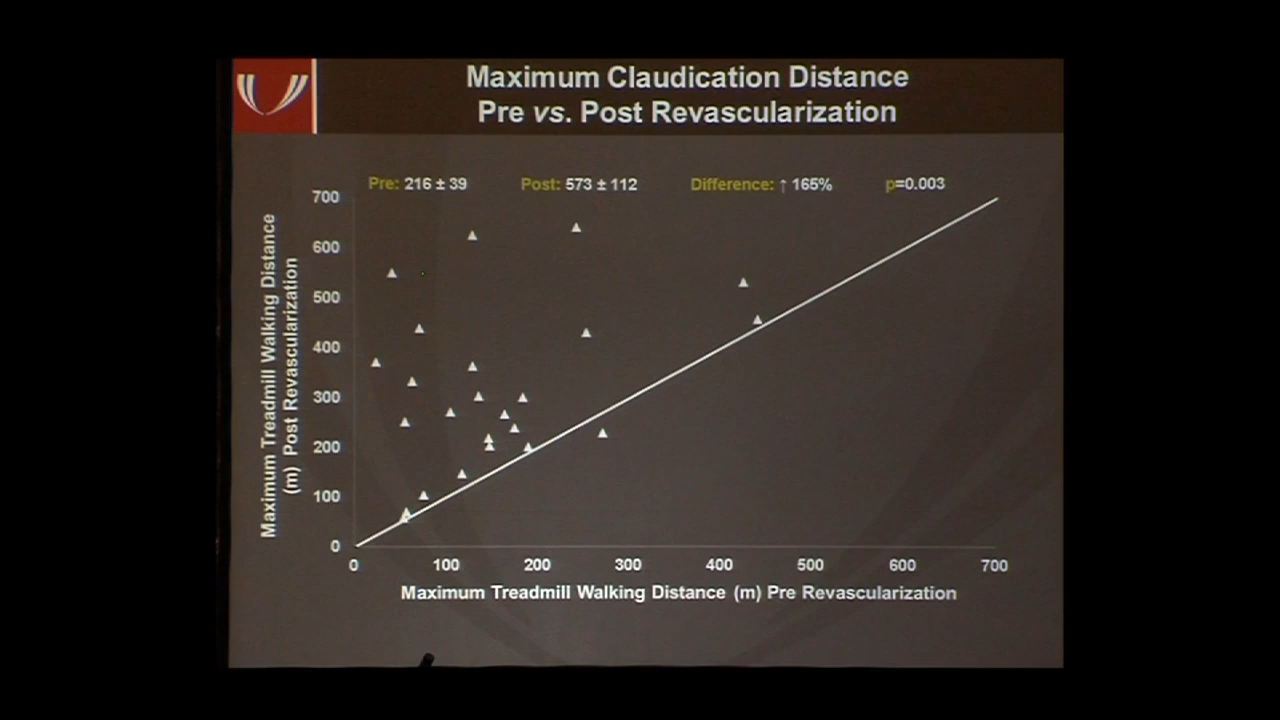 Maximum Claudication Distance
Pre vs. Post Revascularization
Pre: 216 ± 39 Post: 573 ± 112 Difference: ↑ 165% p=0.003
700
600
500
400
300
200
100
0
Maximum Treadmill Walking Distance
(m) Post Revascularization
0 100 200 300 400 500 600 700
Maximum Treadmill Walking Distance (m) Pre Revascularization